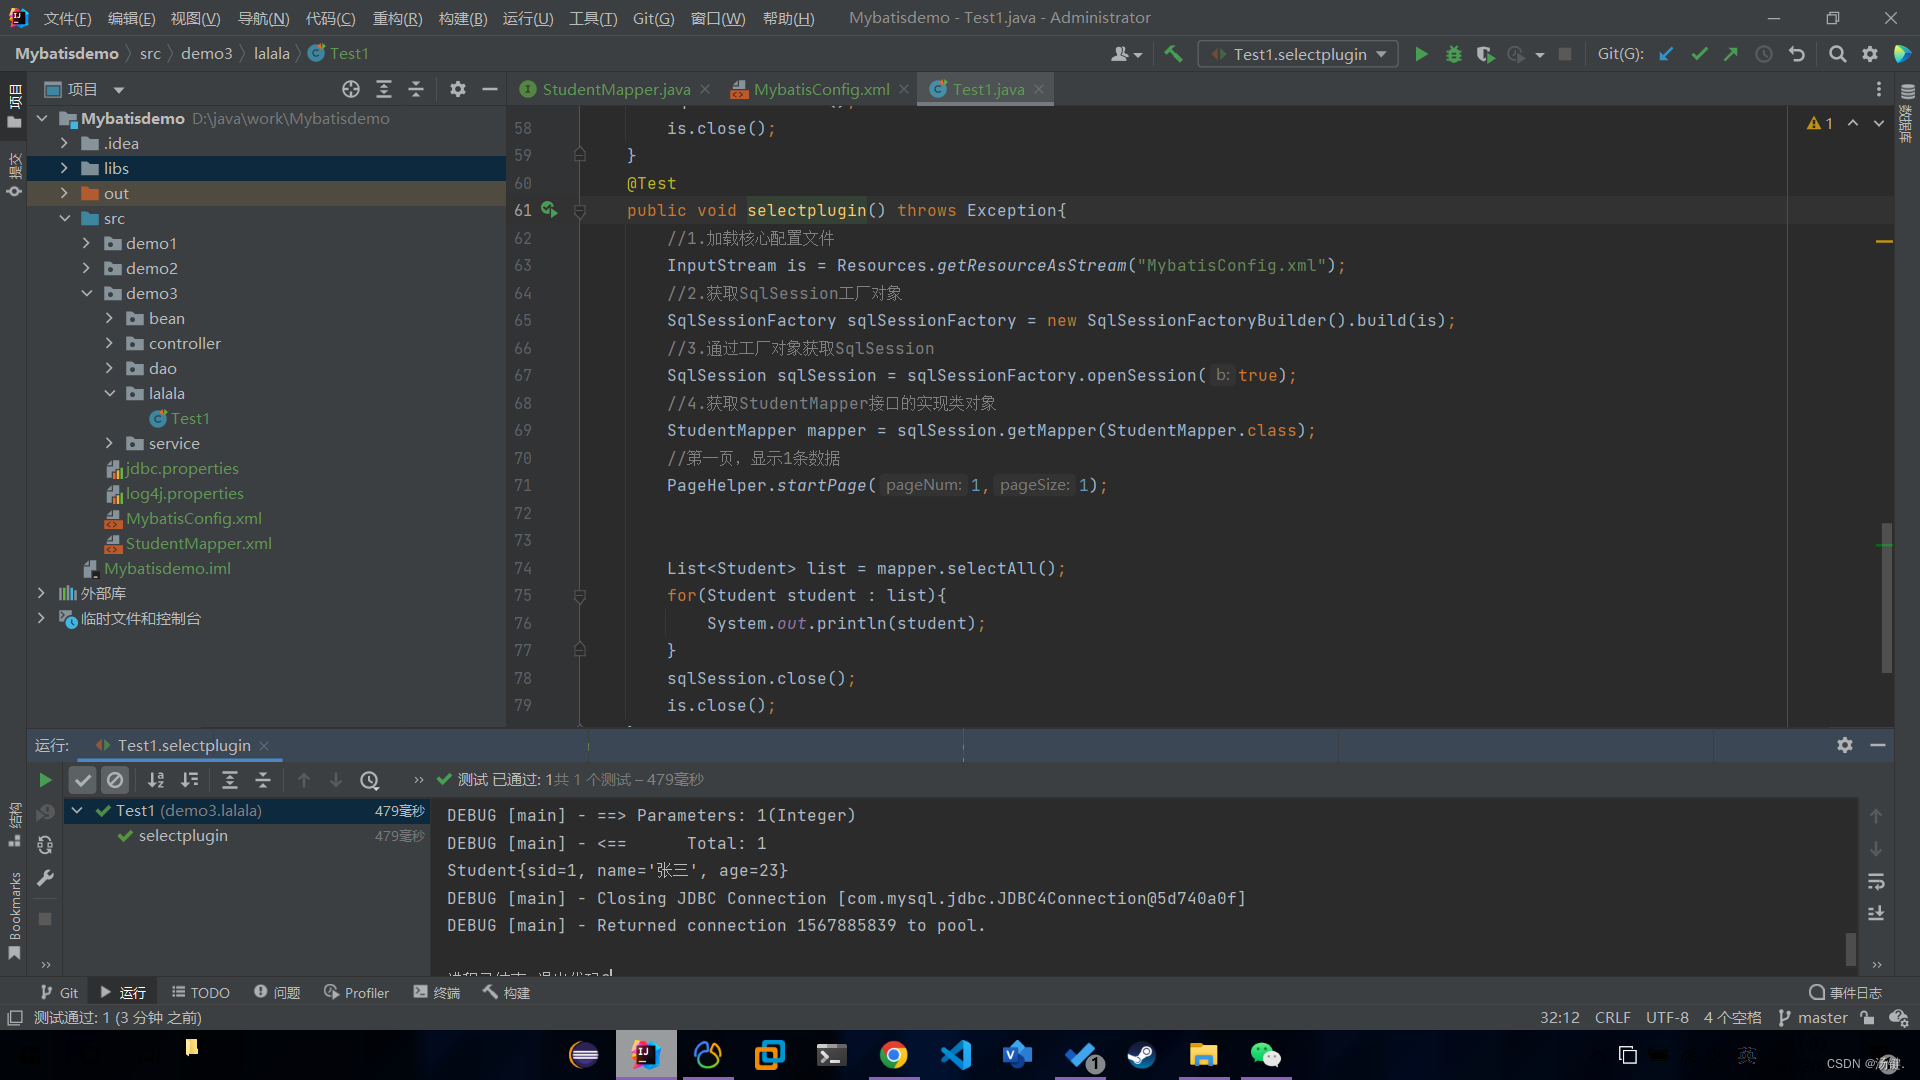 文件(F) 编辑(E) 视图(V) 导航(N) 代码(C) 重构(R) 构建(B) 运行(U) 工具(T) Git(G) 窗口(W) 帮助(H) Mybatisdemo - Test1.java - Administrator
Mybatisdemo src demo3 lalala Test1
Test1.selectplugin
Git(G):
项目
StudentMapper.java
MybatisConfig.xml
Test1.java
项目
提交
结构
Bookmarks
数据库
Mybatisdemo D:\java\work\Mybatisdemo
.idea
libs
out
src
demo1
demo2
demo3
bean
controller
dao
lalala
Test1
service
jdbc.properties
log4j.properties
MybatisConfig.xml
StudentMapper.xml
Mybatisdemo.iml
外部库
临时文件和控制台
1
58 is.close();
59 }
60 @Test
61 public void selectplugin() throws Exception{
62 //1.加载核心配置文件
63 InputStream is = Resources.getResourceAsStream("MybatisConfig.xml");
64 //2.获取SqlSession工厂对象
65 SqlSessionFactory sqlSessionFactory = new SqlSessionFactoryBuilder().build(is);
66 //3.通过工厂对象获取SqlSession
67 SqlSession sqlSession = sqlSessionFactory.openSession( b: true);
68 //4.获取StudentMapper接口的实现类对象
69 StudentMapper mapper = sqlSession.getMapper(StudentMapper.class);
70 //第一页，显示1条数据
71 PageHelper.startPage( pageNum: 1, pageSize: 1);
72
73
74 List<Student> list = mapper.selectAll();
75 for(Student student : list){
76 System.out.println(student);
77 }
78 sqlSession.close();
79 is.close();
运行: Test1.selectplugin
测试 已通过: 1共 1 个测试 – 479毫秒
Test1 (demo3.lalala) 479毫秒
selectplugin 479毫秒
DEBUG [main] - ==> Parameters: 1(Integer)
DEBUG [main] - <== Total: 1
Student{sid=1, name='张三', age=23}
DEBUG [main] - Closing JDBC Connection [com.mysql.jdbc.JDBC4Connection@5d740a0f]
DEBUG [main] - Returned connection 1567885839 to pool.
Git 运行 TODO 问题 Profiler 终端 构建 事件日志
测试通过: 1 (3 分钟 之前) 32:12 CRLF UTF-8 4 个空格 master
1
英
CSDN @汤键.